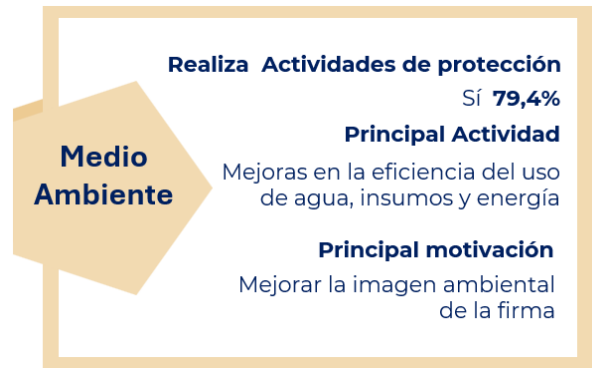 Medio
Ambiente
Realiza Actividades de protección
Sí 79,4%
Principal Actividad
Mejoras en la eficiencia del uso
de agua, insumos y energía
Principal motivación
Mejorar la imagen ambiental
de la firma